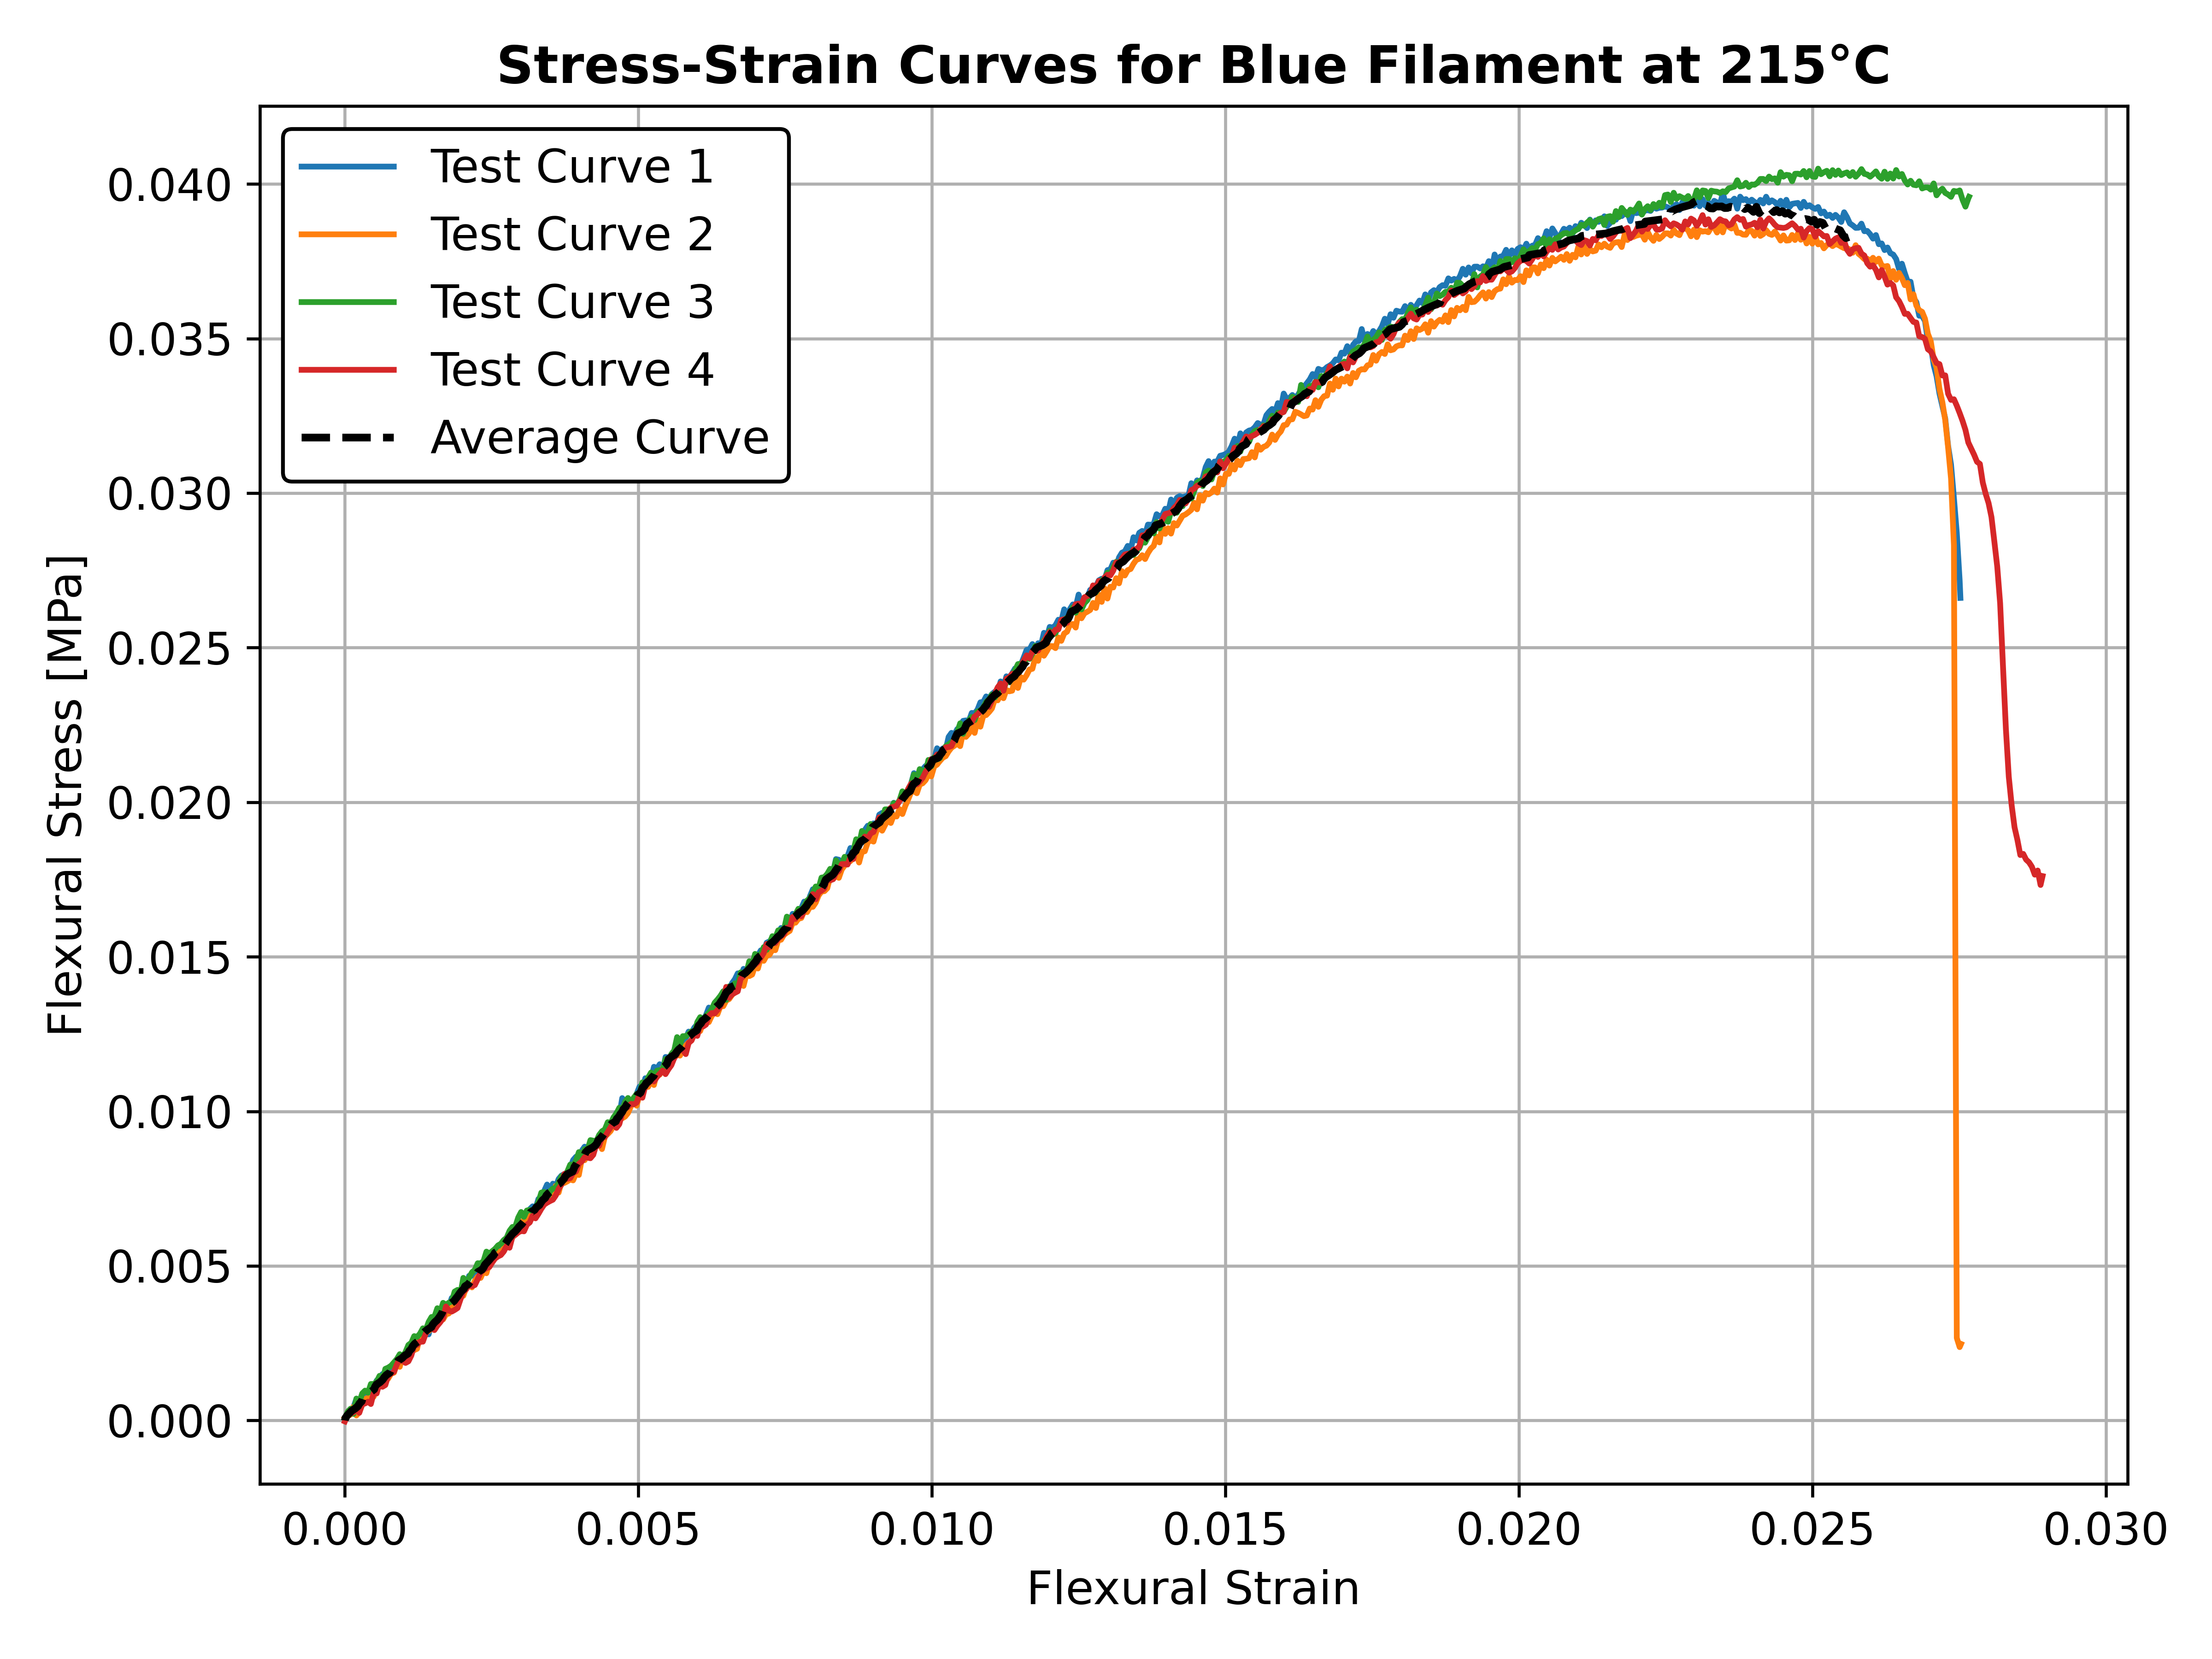 Stress-Strain Curves for Blue Filament at 215°C
Test Curve 1
Test Curve 2
Test Curve 3
Test Curve 4
Average Curve
Flexural Stress [MPa]
0.040
0.035
0.030
0.025
0.020
0.015
0.010
0.005
0.000
0.000 0.005 0.010 0.015 0.020 0.025 0.030
Flexural Strain